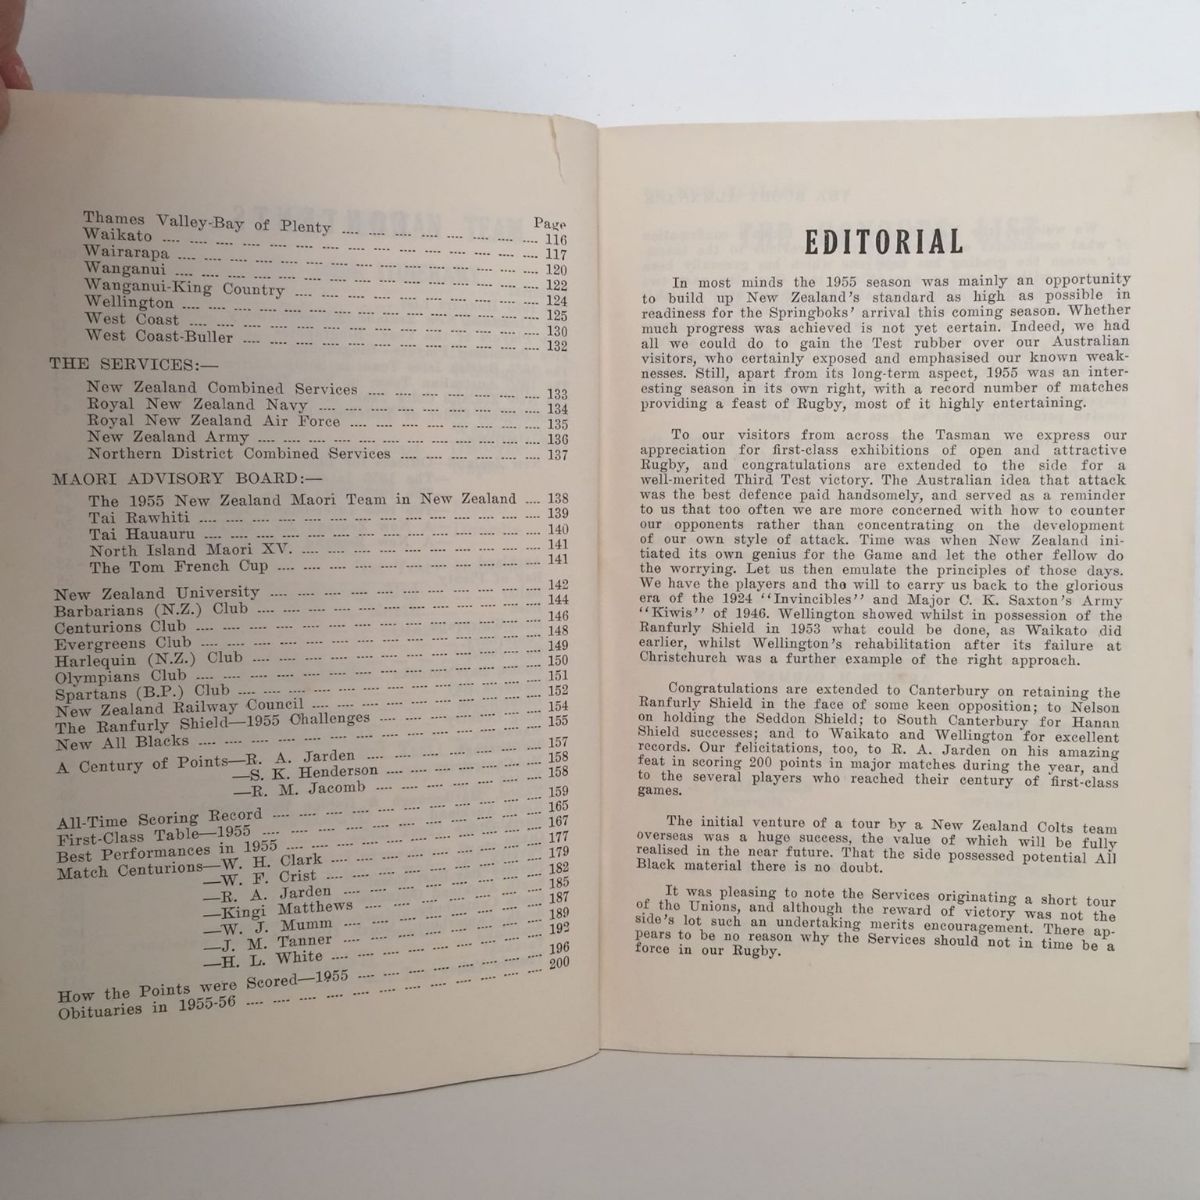 Page
Thames Valley-Bay of Plenty .... 116
Waikato .... 117
Wairarapa .... 120
Wanganui .... 122
Wanganui-King Country .... 124
Wellington .... 125
West Coast .... 130
West Coast-Buller .... 132
THE SERVICES:—
New Zealand Combined Services .... 133
Royal New Zealand Navy .... 134
Royal New Zealand Air Force .... 135
New Zealand Army .... 136
Northern District Combined Services .... 137
MAORI ADVISORY BOARD:—
The 1955 New Zealand Maori Team in New Zealand .... 138
Tai Rawhiti .... 139
Tai Hauauru .... 140
North Island Maori XV. .... 141
The Tom French Cup .... 141
New Zealand University .... 142
Barbarians (N.Z.) Club .... 144
Centurions Club .... 146
Evergreens Club .... 148
Harlequin (N.Z.) Club .... 149
Olympians Club .... 150
Spartans (B.P.) Club .... 151
New Zealand Railway Council .... 152
The Ranfurly Shield—1955 Challenges .... 154
New All Blacks .... 155
A Century of Points—R. A. Jarden .... 157
—S. K. Henderson .... 158
—R. M. Jacomb .... 158
All-Time Scoring Record .... 159
First-Class Table—1955 .... 165
Best Performances in 1955 .... 167
Match Centurions—W. H. Clark .... 177
—W. F. Crist .... 179
—R. A. Jarden .... 182
—Kingi Matthews .... 185
—W. J. Mumm .... 187
—J. M. Tanner .... 189
—H. L. White .... 192
How the Points were Scored—1955 .... 196
Obituaries in 1955-56 .... 200
EDITORIAL
In most minds the 1955 season was mainly an opportunity
to build up New Zealand's standard as high as possible in
readiness for the Springboks' arrival this coming season. Whether
much progress was achieved is not yet certain. Indeed, we had
all we could do to gain the Test rubber over our Australian
visitors, who certainly exposed and emphasised our known weak-
nesses. Still, apart from its long-term aspect, 1955 was an inter-
esting season in its own right, with a record number of matches
providing a feast of Rugby, most of it highly entertaining.
To our visitors from across the Tasman we express our
appreciation for first-class exhibitions of open and attractive
Rugby, and congratulations are extended to the side for a
well-merited Third Test victory. The Australian idea that attack
was the best defence paid handsomely, and served as a reminder
to us that too often we are more concerned with how to counter
our opponents rather than concentrating on the development
of our own style of attack. Time was when New Zealand ini-
tiated its own genius for the Game and let the other fellow do
the worrying. Let us then emulate the principles of those days.
We have the players and the will to carry us back to the glorious
era of the 1924 "Invincibles" and Major C. K. Saxton's Army
"Kiwis" of 1946. Wellington showed whilst in possession of the
Ranfurly Shield in 1953 what could be done, as Waikato did
earlier, whilst Wellington's rehabilitation after its failure at
Christchurch was a further example of the right approach.
Congratulations are extended to Canterbury on retaining the
Ranfurly Shield in the face of some keen opposition; to Nelson
on holding the Seddon Shield; to South Canterbury for Hanan
Shield successes; and to Waikato and Wellington for excellent
records. Our felicitations, too, to R. A. Jarden on his amazing
feat in scoring 200 points in major matches during the year, and
to the several players who reached their century of first-class
games.
The initial venture of a tour by a New Zealand Colts team
overseas was a huge success, the value of which will be fully
realised in the near future. That the side possessed potential All
Black material there is no doubt.
It was pleasing to note the Services originating a short tour
of the Unions, and although the reward of victory was not the
side's lot such an undertaking merits encouragement. There ap-
pears to be no reason why the Services should not in time be a
force in our Rugby.